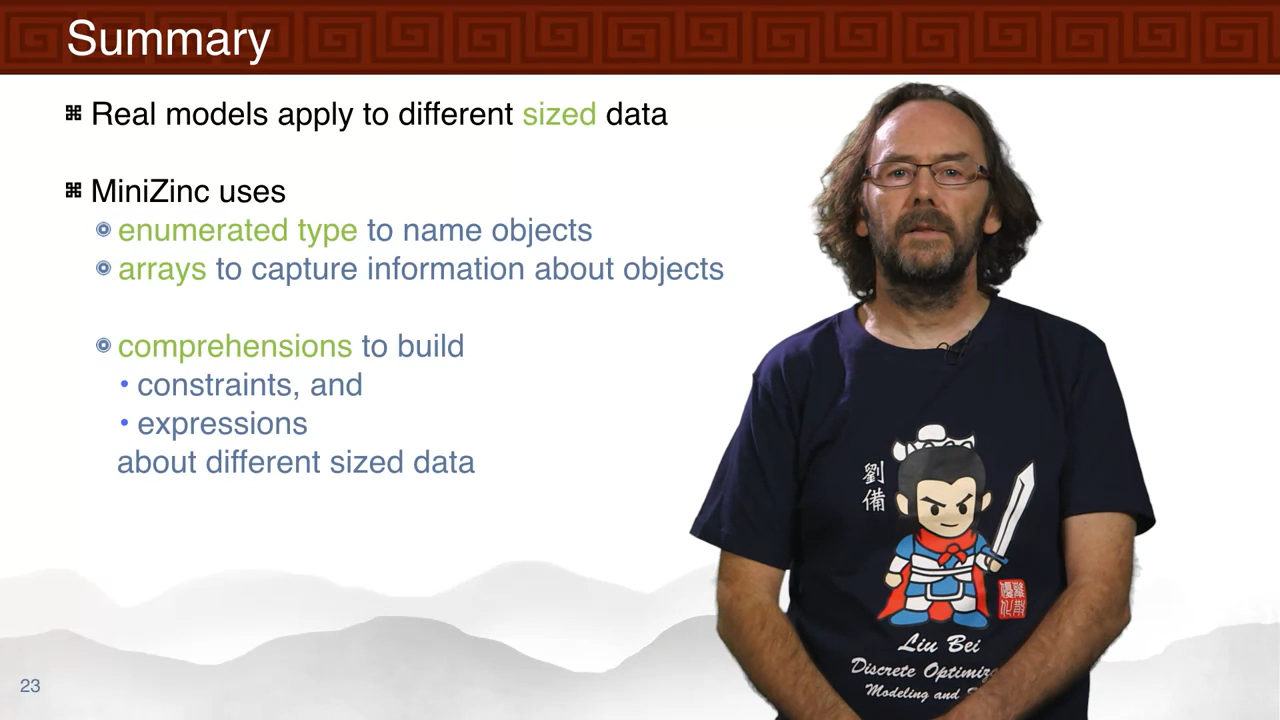 Summary
Real models apply to different sized data
MiniZinc uses
enumerated type to name objects
arrays to capture information about objects
comprehensions to build
• constraints, and
• expressions
about different sized data
劉備
Liu Bei
Discrete Optimiz
Modeling and
23